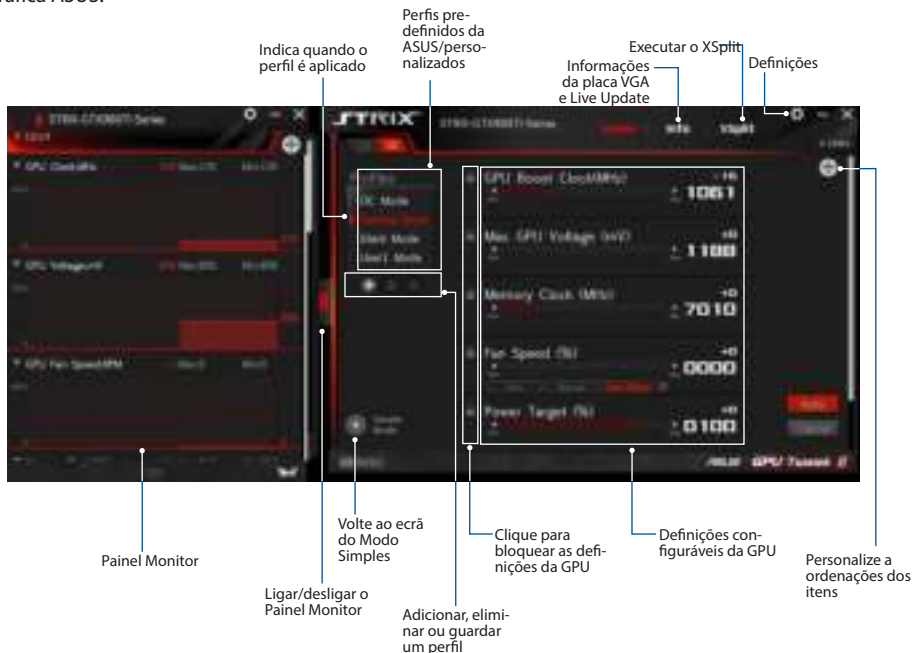 ráfica ASUS.
Perfis pre-
definidos da
ASUS/perso-
nalizados
Indica quando o
perfil é aplicado
Executar o XSplit
Informações
da placa VGA
e Live Update
Definições
STRIX
Info
XSplit
GPU Clock
GPU Voltage
GPU Fan Speed
OC Mode
Silent Mode
User1 Mode
GPU Boost Clock(MHz)
1061
Max. GPU Voltage (mV)
1100
Memory Clock (MHz)
7010
Fan Speed (%)
0000
Power Target (%)
0100
ASUS GPU Tweak II
Painel Monitor
Ligar/desligar o
Painel Monitor
Volte ao ecrã
do Modo
Simples
Adicionar, elimi-
nar ou guardar
um perfil
Clique para
bloquear as defi-
nições da GPU
Definições con-
figuráveis da GPU
Personalize a
ordenações dos
itens